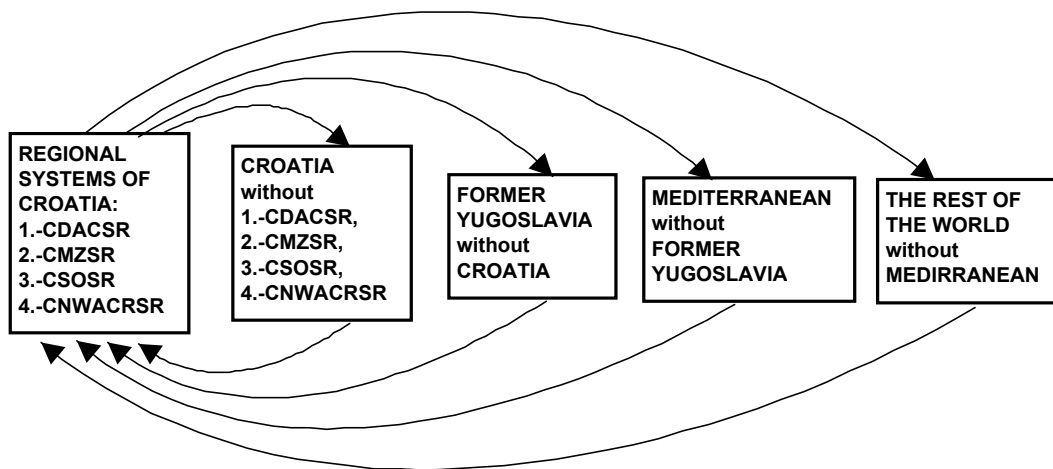 REGIONAL
SYSTEMS OF
CROATIA:
1.-CDACSR
2.-CMZSR
3.-CSOSR
4.-CNWACRSR
CROATIA
without
1.-CDACSR,
2.-CMZSR,
3.-CSOSR,
4.-CNWACRSR
FORMER
YUGOSLAVIA
without
CROATIA
MEDITERRANEAN
without
FORMER
YUGOSLAVIA
THE REST OF
THE WORLD
without
MEDIRRANEAN